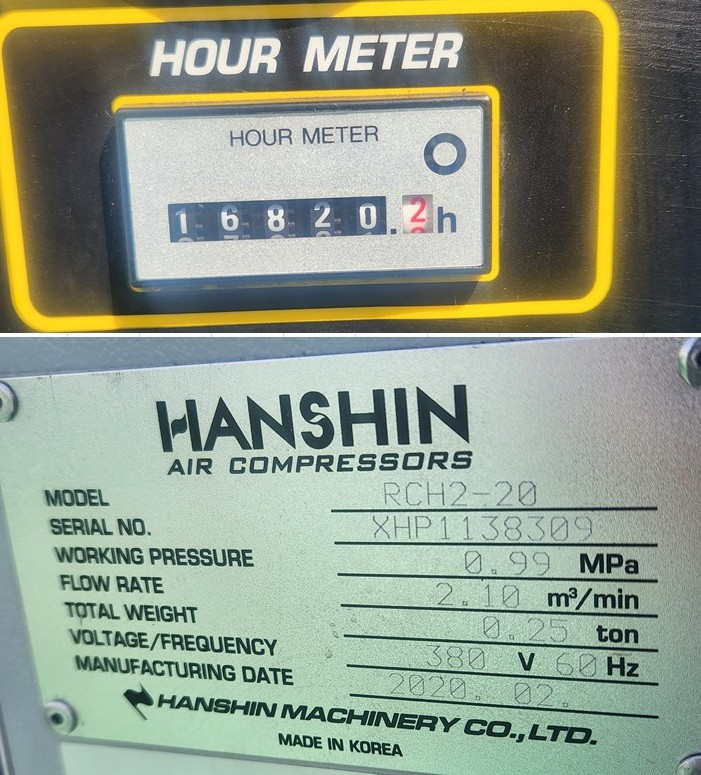 HOUR METER
HOUR METER
16820.2h
HANSHIN
AIR COMPRESSORS
MODEL RCH2-20
SERIAL NO. XHP1138309
WORKING PRESSURE 0.99 MPa
FLOW RATE 2.10 m³/min
TOTAL WEIGHT 0.25 ton
VOLTAGE/FREQUENCY 380 V 60 Hz
MANUFACTURING DATE 2020. 02.
HANSHIN MACHINERY CO.,LTD.
MADE IN KOREA